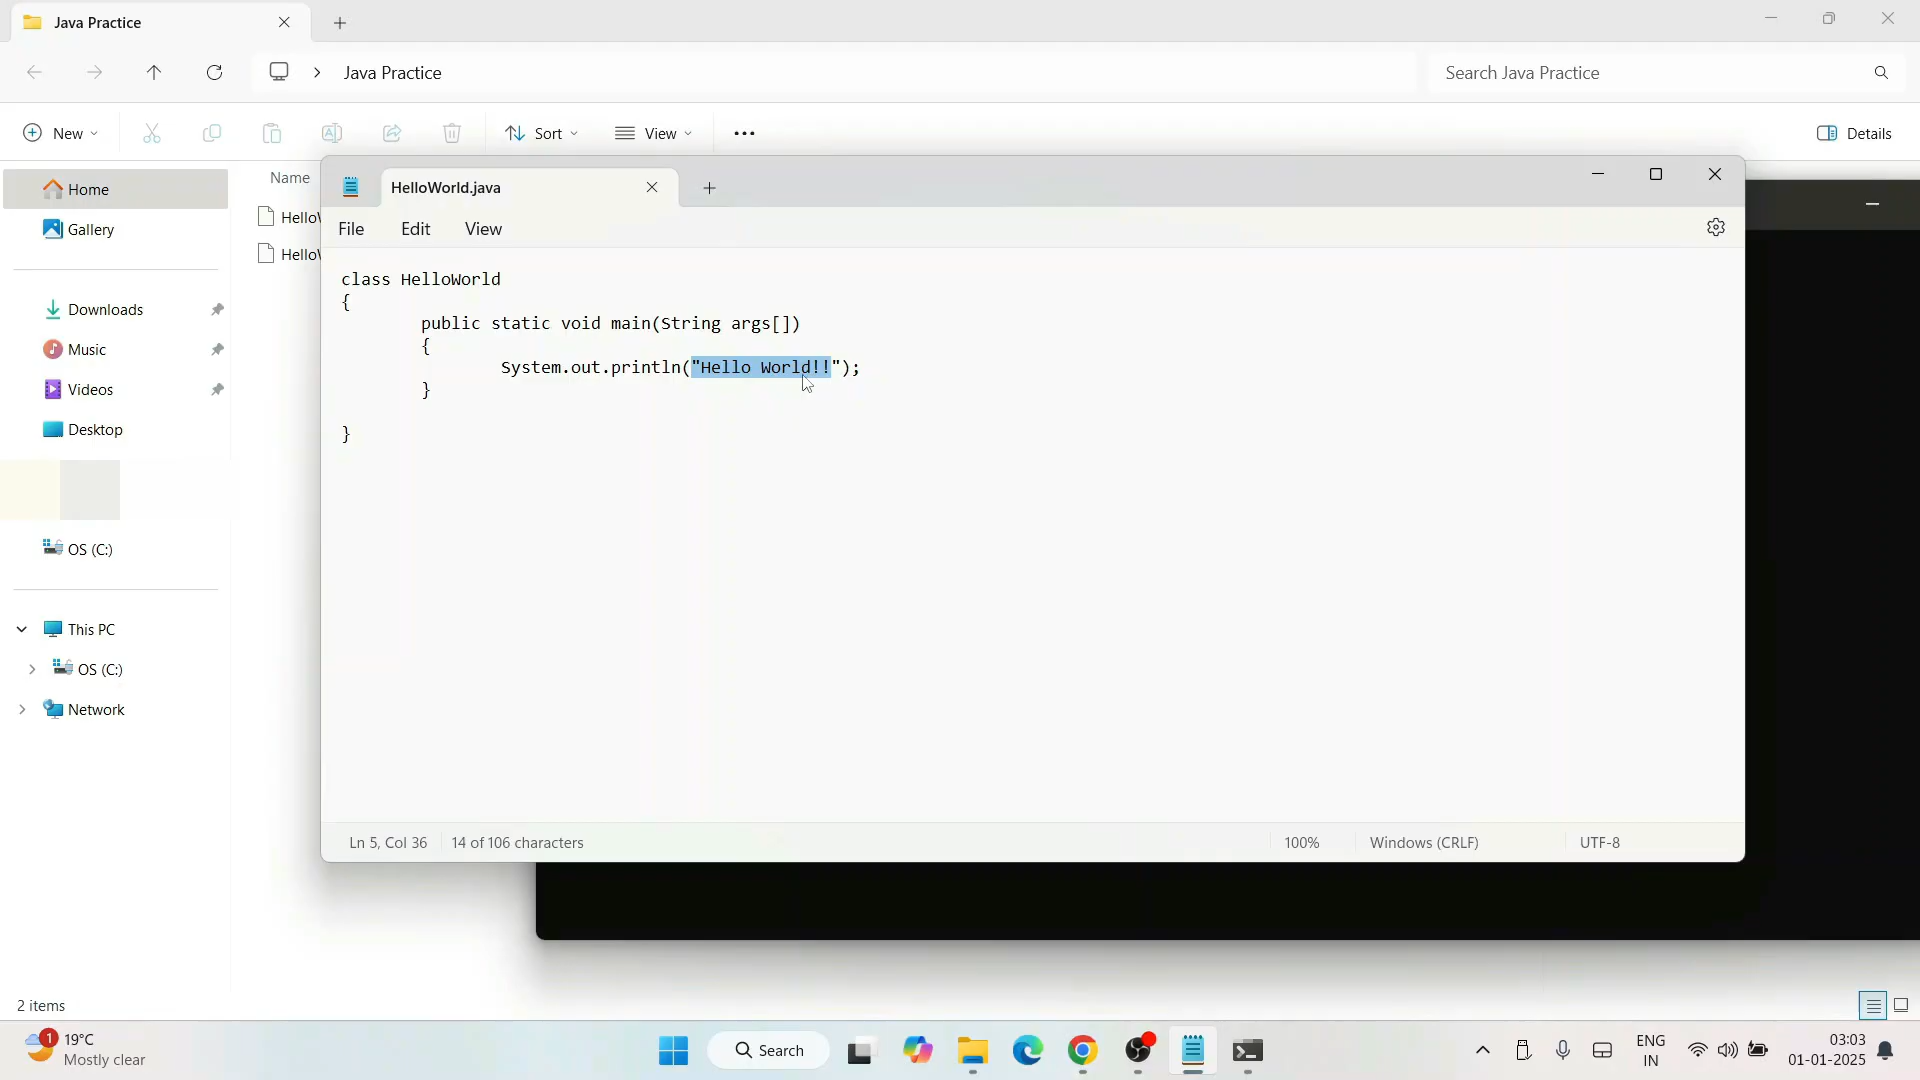 Java Practice
Java Practice
Search Java Practice
New
Sort
View
Details
Home
Gallery
Downloads
Music
Videos
Desktop
OS (C:)
This PC
OS (C:)
Network
Name
HelloWorld.java
File
Edit
View
class HelloWorld
{
public static void main(String args[])
{
System.out.println("Hello World!!");
}
}
Ln 5, Col 36
14 of 106 characters
100%
Windows (CRLF)
UTF-8
2 items
1
19°C
Mostly clear
Search
ENG
IN
03:03
01-01-2025